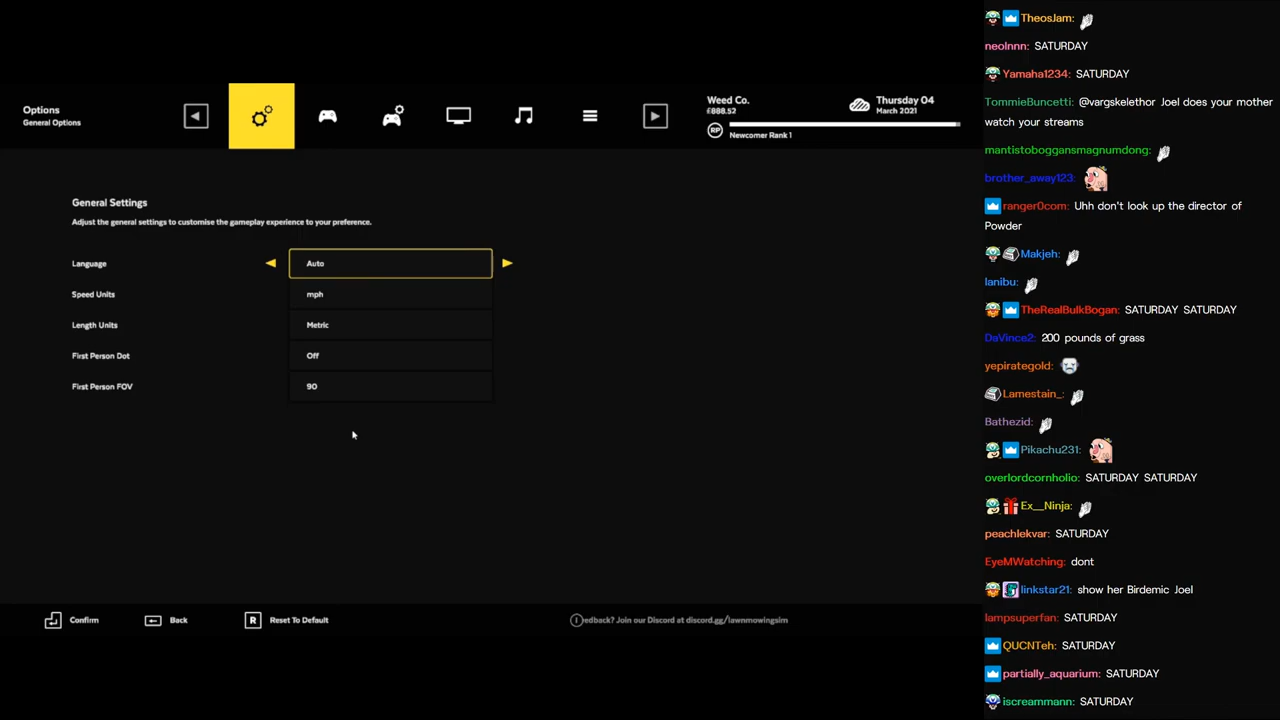 Options
General Options
Weed Co.
£888.52
Thursday 04
March 2021
RP
Newcomer Rank 1
General Settings
Adjust the general settings to customise the gameplay experience to your preference.
Language
Auto
Speed Units
mph
Length Units
Metric
First Person Dot
Off
First Person FOV
90
Confirm
Back
R
Reset To Default
edback? Join our Discord at discord.gg/lawnmowingsim
TheosJam:
neolnnn: SATURDAY
Yamaha1234: SATURDAY
TommieBuncetti: @vargskelethor Joel does your mother
watch your streams
mantistoboggansmagnumdong:
brother_away123:
ranger0com: Uhh don't look up the director of
Powder
Makjeh:
lanibu:
TheRealBulkBogan: SATURDAY SATURDAY
DaVince2: 200 pounds of grass
yepirategold:
Lamestain_:
Bathezid:
Pikachu231:
overlordcornholio: SATURDAY SATURDAY
Ex__Ninja:
peachlekvar: SATURDAY
EyeMWatching: dont
linkstar21: show her Birdemic Joel
lampsuperfan: SATURDAY
QUCNTeh: SATURDAY
partially_aquarium: SATURDAY
iscreammann: SATURDAY